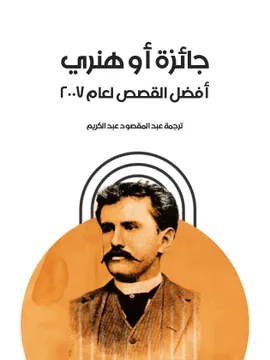 جائزة أو هنري
أفضل القصص لعام ٢٠٠٧
ترجمة عبد المقصود عبد الكريم